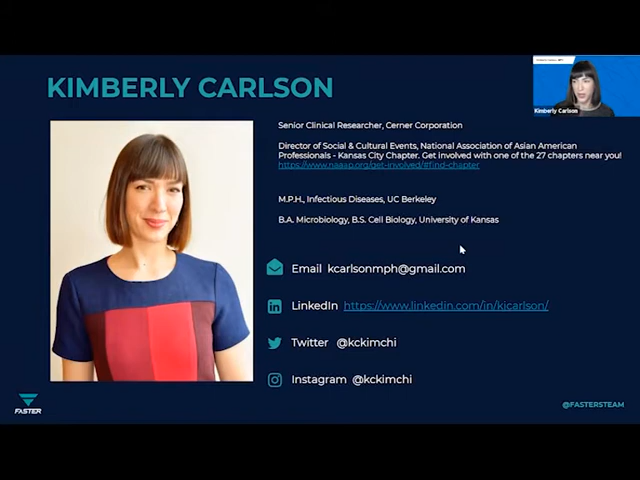 KIMBERLY CARLSON
Kimberly Carlson
Senior Clinical Researcher, Cerner Corporation
Director of Social & Cultural Events, National Association of Asian American
Professionals - Kansas City Chapter. Get involved with one of the 27 chapters near you!
https://www.naaap.org/get-involved/#find-chapter
M.P.H., Infectious Diseases, UC Berkeley
B.A. Microbiology, B.S. Cell Biology, University of Kansas
Email kcarlsonmph@gmail.com
LinkedIn https://www.linkedin.com/in/kjcarlson/
Twitter @kckimchi
Instagram @kckimchi
FASTER
@FASTERSTEAM